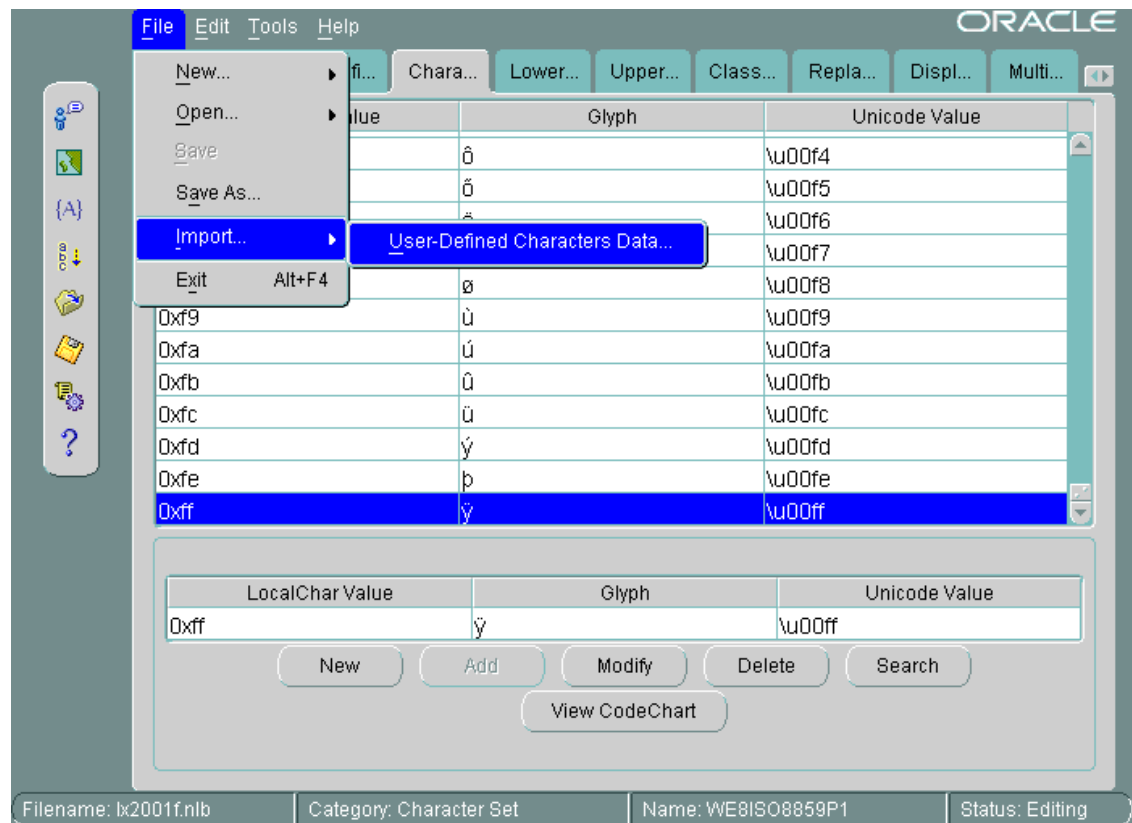 File Edit Tools Help ORACLE
New... fi... Chara... Lower... Upper... Class... Repla... Displ... Multi...
Open... Glyph Unicode Value
Save ô \u00f4
Save As... õ \u00f5
\u00f6
Import... User-Defined Characters Data... \u00f7
Exit Alt+F4 ø \u00f8
0xf9 ù \u00f9
{A}
a
b
c
?
0xfa ú \u00fa
0xfb û \u00fb
0xfc ü \u00fc
0xfd ý \u00fd
0xfe þ \u00fe
0xff ÿ \u00ff
LocalChar Value Glyph Unicode Value
0xff ÿ \u00ff
New Add Modify Delete Search
View CodeChart
Filename: lx2001f.nlb Category: Character Set Name: WE8ISO8859P1 Status: Editing